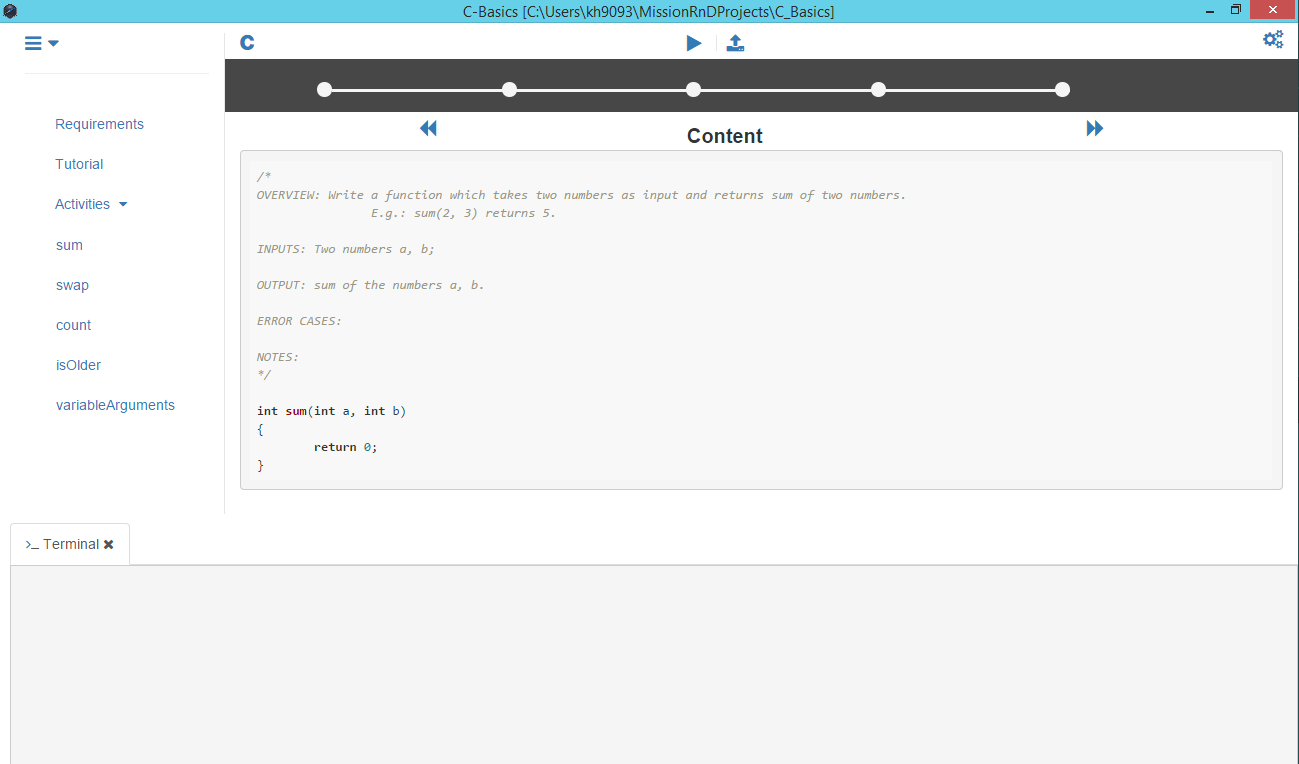 C-Basics [C:\Users\kh9093\MissionRnDProjects\C_Basics]
C
Requirements
Tutorial
Activities
sum
swap
count
isOlder
variableArguments
Content
/*
OVERVIEW: Write a function which takes two numbers as input and returns sum of two numbers.
E.g.: sum(2, 3) returns 5.
INPUTS: Two numbers a, b;
OUTPUT: sum of the numbers a, b.
ERROR CASES:
NOTES:
*/
int sum(int a, int b)
{
return 0;
}
>_ Terminal